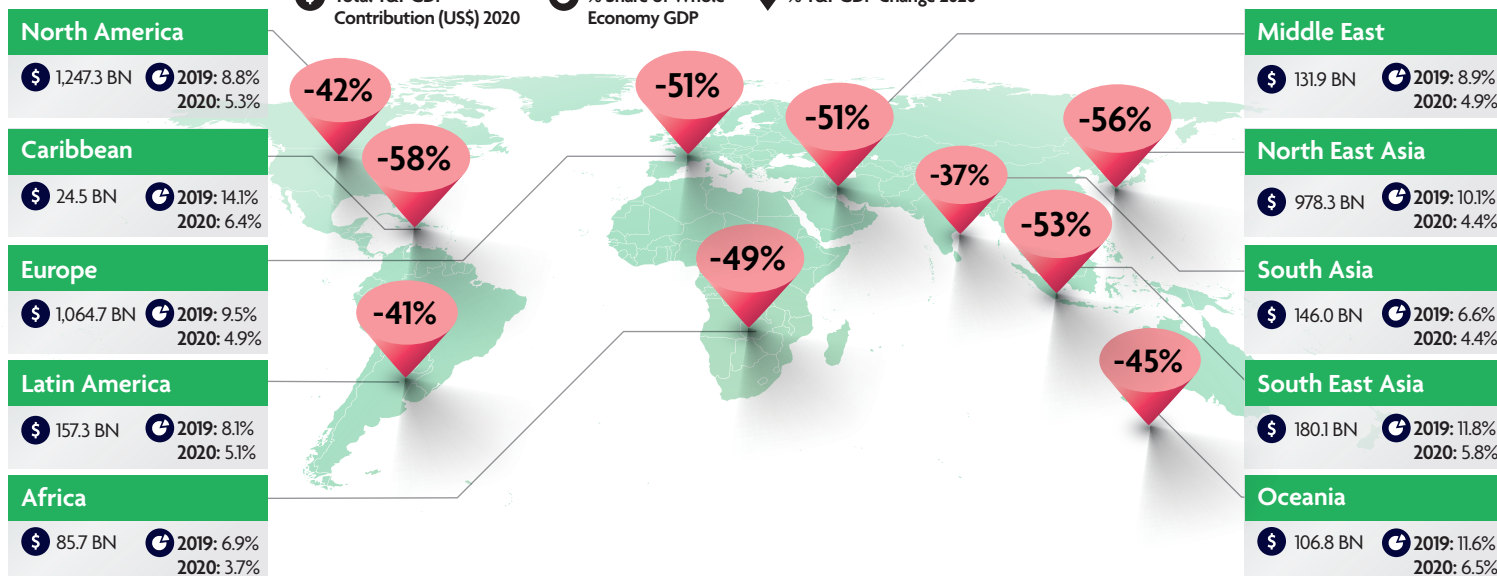 Contribution (US$) 2020
Economy GDP
North America
$ 1,247.3 BN 2019: 8.8%
2020: 5.3%
Caribbean
$ 24.5 BN 2019: 14.1%
2020: 6.4%
Europe
$ 1,064.7 BN 2019: 9.5%
2020: 4.9%
Latin America
$ 157.3 BN 2019: 8.1%
2020: 5.1%
Africa
$ 85.7 BN 2019: 6.9%
2020: 3.7%
-42%
-58%
-41%
-51%
-49%
-51%
-37%
-53%
-56%
-45%
Middle East
$ 131.9 BN 2019: 8.9%
2020: 4.9%
North East Asia
$ 978.3 BN 2019: 10.1%
2020: 4.4%
South Asia
$ 146.0 BN 2019: 6.6%
2020: 4.4%
South East Asia
$ 180.1 BN 2019: 11.8%
2020: 5.8%
Oceania
$ 106.8 BN 2019: 11.6%
2020: 6.5%